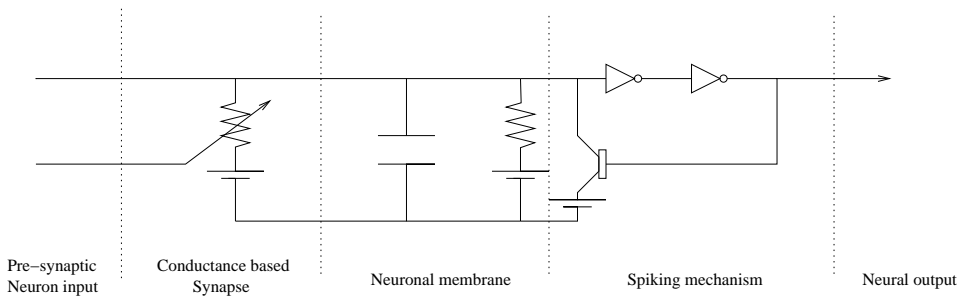 Pre−synaptic
Neuron input
Conductance based
Synapse
Neuronal membrane
Spiking mechanism
Neural output